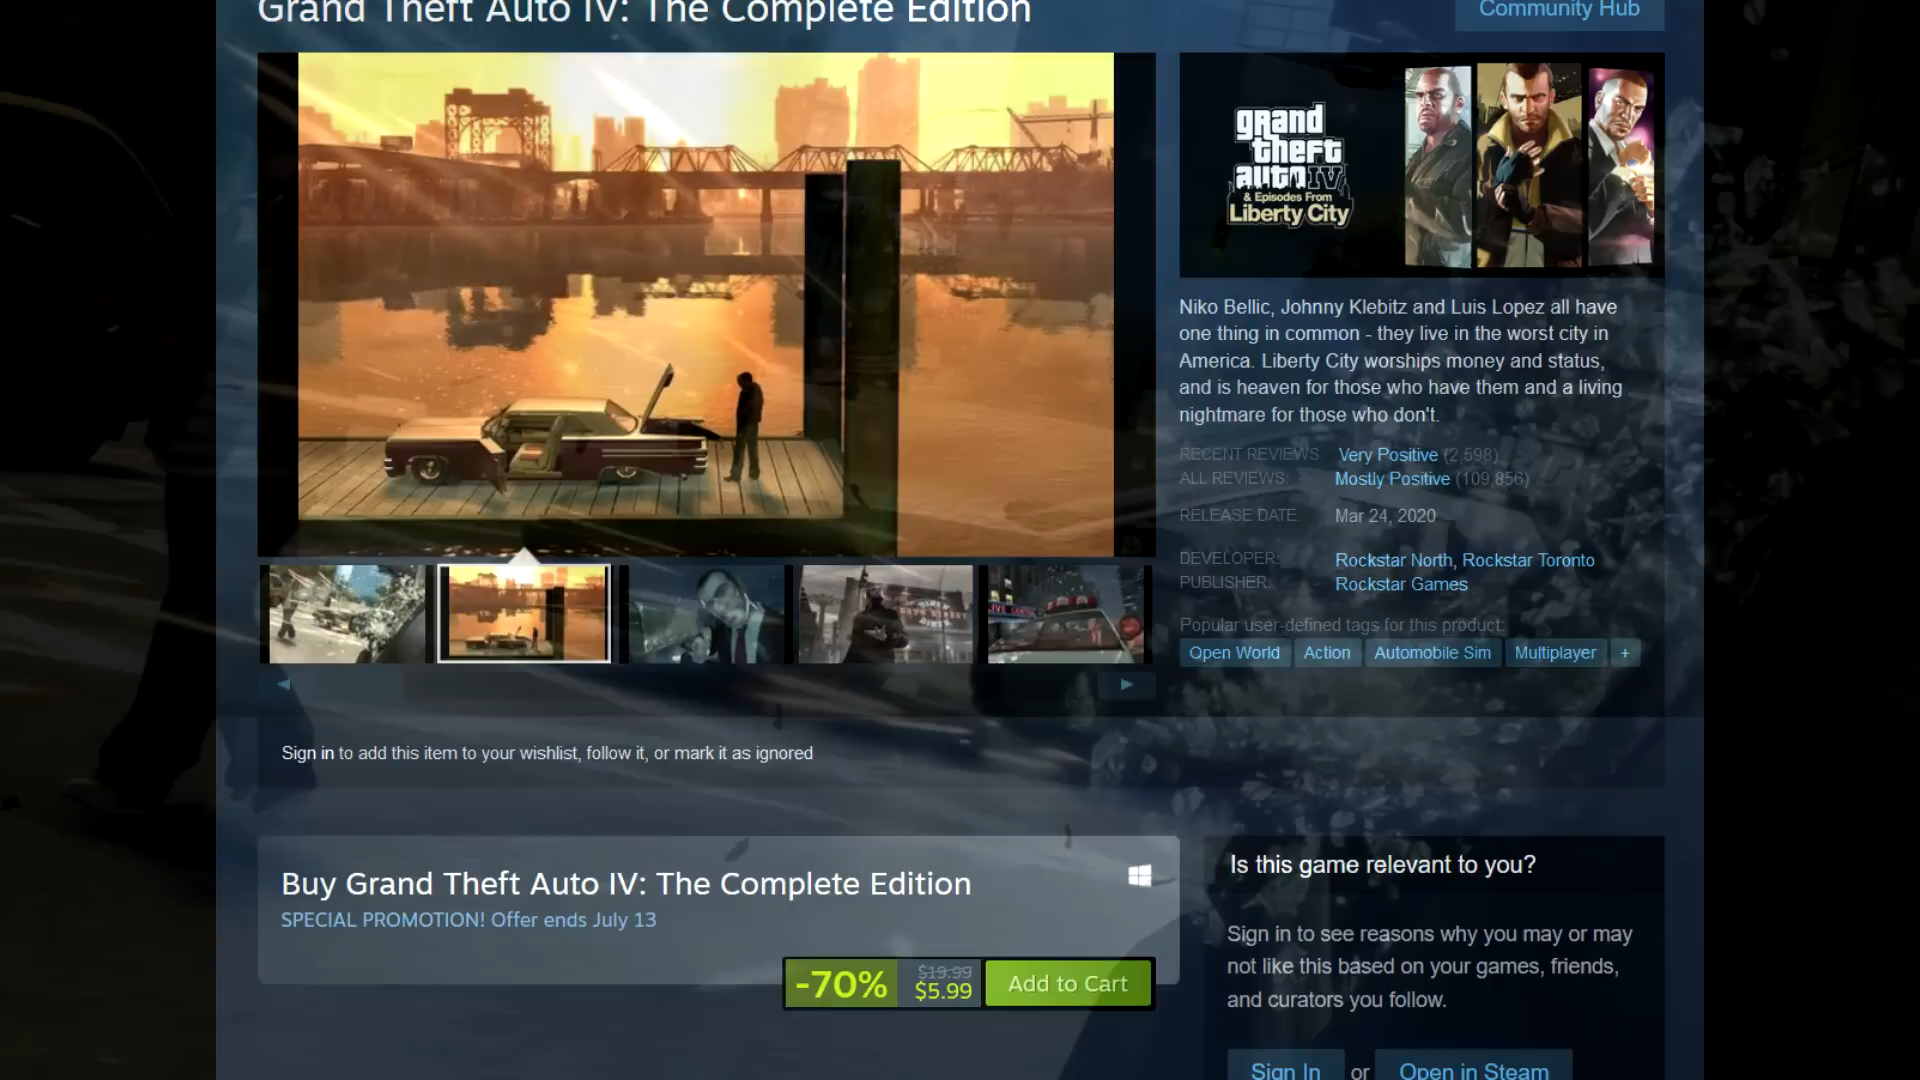 Grand Theft Auto IV: The Complete Edition
Community Hub
grand
theft
auto IV
& Episodes From
Liberty City
Niko Bellic, Johnny Klebitz and Luis Lopez all have
one thing in common - they live in the worst city in
America. Liberty City worships money and status,
and is heaven for those who have them and a living
nightmare for those who don't.
RECENT REVIEWS: Very Positive (2,598)
ALL REVIEWS: Mostly Positive (109,856)
RELEASE DATE: Mar 24, 2020
DEVELOPER: Rockstar North, Rockstar Toronto
PUBLISHER: Rockstar Games
Popular user-defined tags for this product:
Open World Action Automobile Sim Multiplayer +
Sign in to add this item to your wishlist, follow it, or mark it as ignored
Buy Grand Theft Auto IV: The Complete Edition
SPECIAL PROMOTION! Offer ends July 13
-70% $19.99 $5.99 Add to Cart
Is this game relevant to you?
Sign in to see reasons why you may or may
not like this based on your games, friends,
and curators you follow.
Sign In or Open in Steam